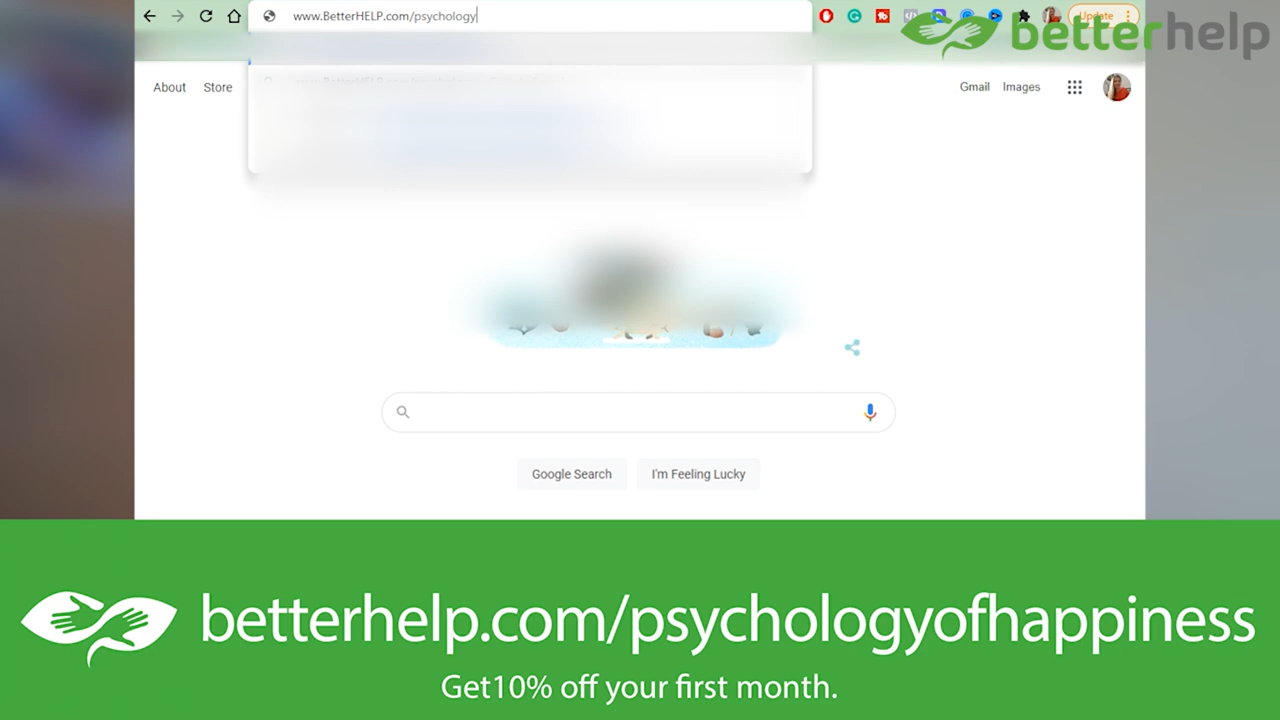 www.BetterHELP.com/psychology
Update
betterhelp
About
Store
Gmail
Images
Google Search
I'm Feeling Lucky
betterhelp.com/psychologyofhappiness
Get10% off your first month.